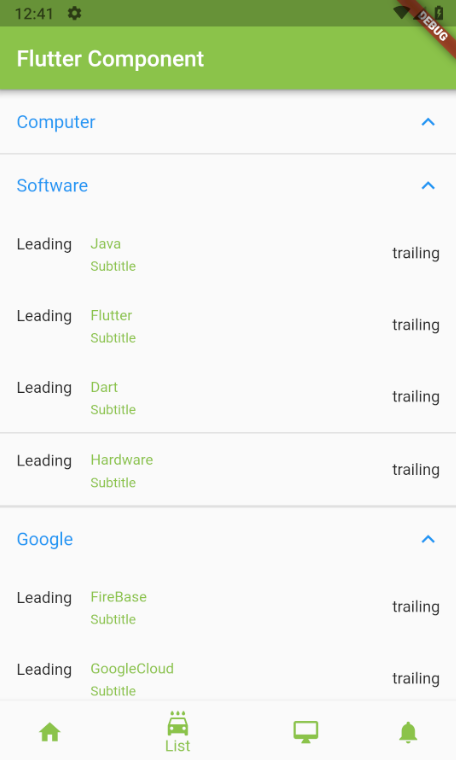 12:41
DEBUG
Flutter Component
Computer
Software
Leading Java trailing
Subtitle
Leading Flutter trailing
Subtitle
Leading Dart trailing
Subtitle
Leading Hardware trailing
Subtitle
Google
Leading FireBase trailing
Subtitle
Leading GoogleCloud trailing
Subtitle
List